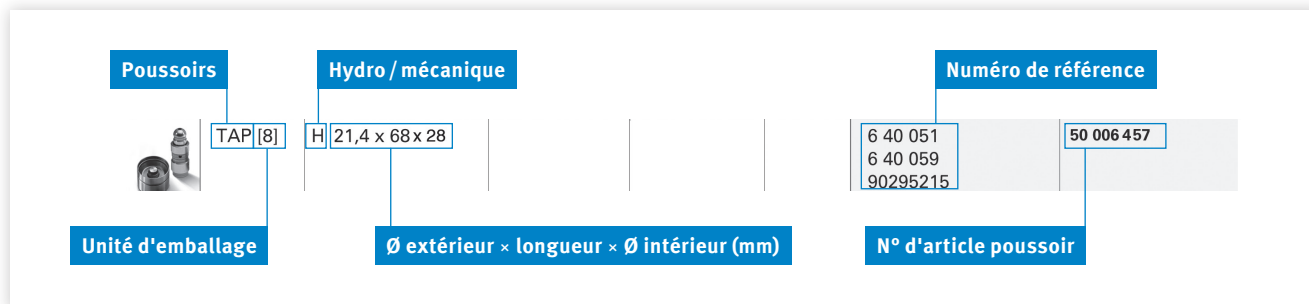 Poussoirs
Hydro / mécanique
Numéro de référence
TAP [8] H 21,4 x 68 x 28 6 40 051 50 006 457
6 40 059
90295215
Unité d'emballage
Ø extérieur × longueur × Ø intérieur (mm)
N° d'article poussoir